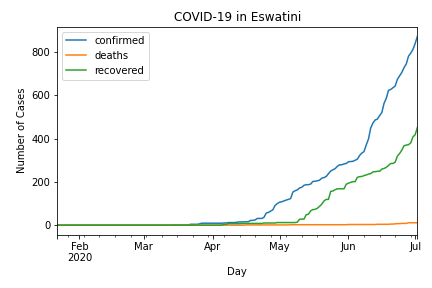 COVID-19 in Eswatini
confirmed
deaths
recovered
Number of Cases
800
600
400
200
0
Feb
2020
Mar
Apr
May
Jun
Jul
Day